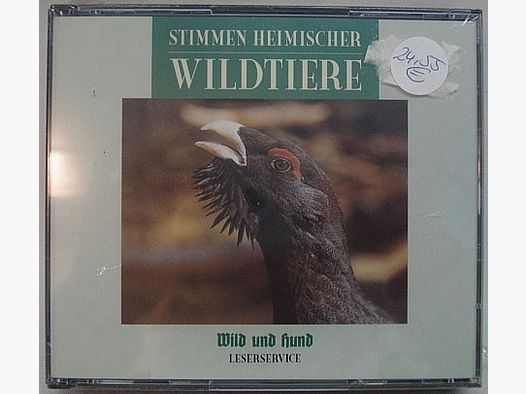 STIMMEN HEIMISCHER
WILDTIERE
24,55
€
Wild und Hund
LESERSERVICE